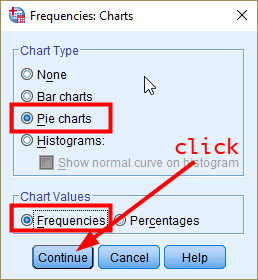 Frequencies: Charts
Chart Type
None
Bar charts
Pie charts
Histograms:
click
Show normal curve on histogram
Chart Values
Frequencies Percentages
Continue Cancel Help